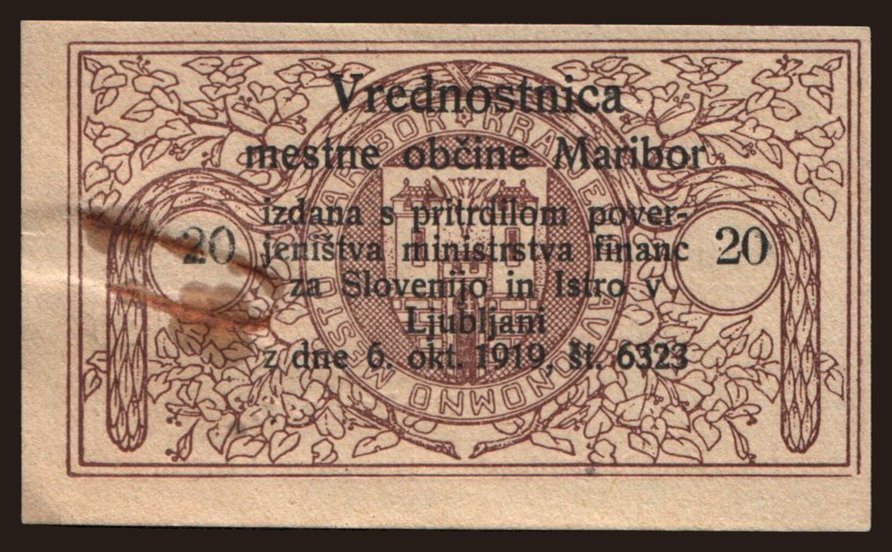 Vrednostnica
mestne občine Maribor
izdana s pritrdilom pover-
20 jeništva ministrstva financ 20
za Slovenijo in Istro v
Ljubljani
z dne 6. okt. 1919, št. 6323
MARIBOR